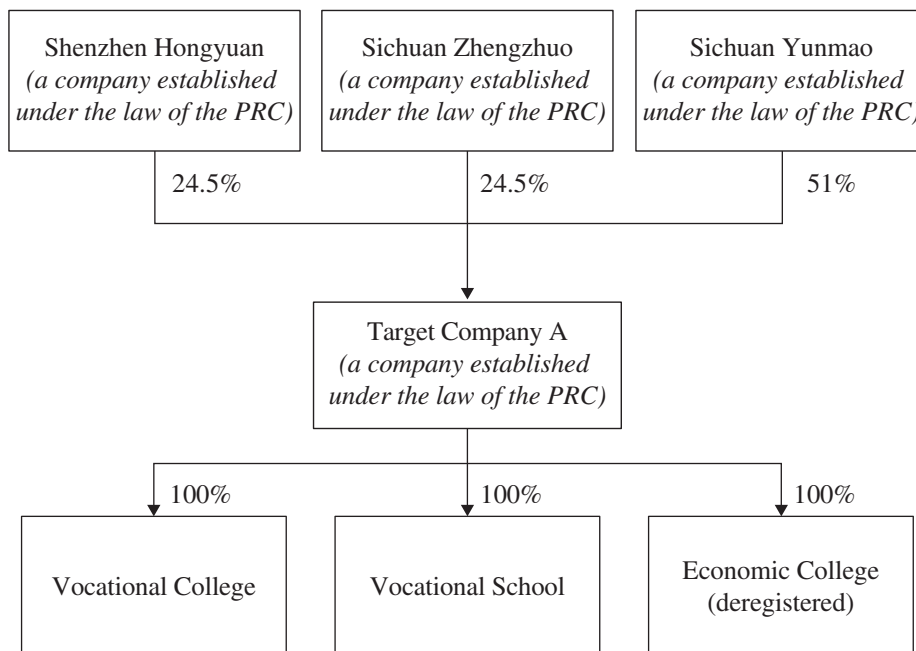 Shenzhen Hongyuan
(a company established
under the law of the PRC)
Sichuan Zhengzhuo
(a company established
under the law of the PRC)
Sichuan Yunmao
(a company established
under the law of the PRC)
24.5%
24.5%
51%
Target Company A
(a company established
under the law of the PRC)
100%
100%
100%
Vocational College
Vocational School
Economic College
(deregistered)